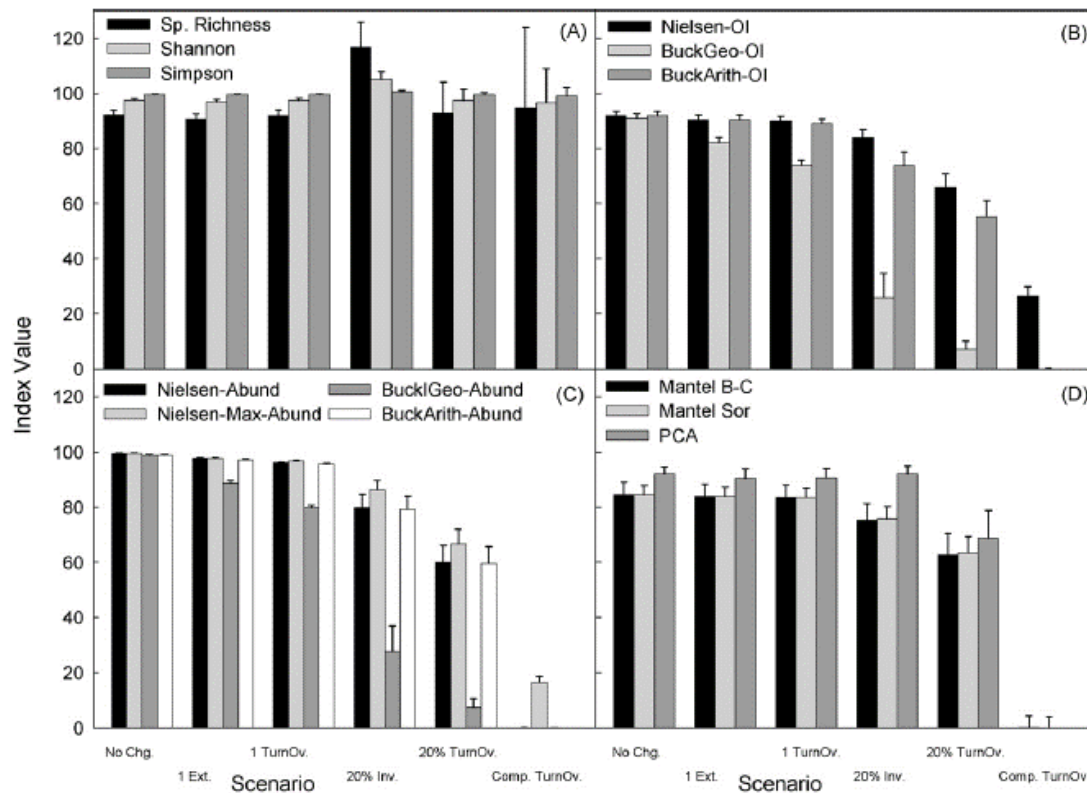 Sp. Richness
Shannon
Simpson
(A)
Nielsen-OI
BuckGeo-OI
BuckArith-OI
(B)
120
100
80
60
40
20
0
Index Value
Nielsen-Abund
Nielsen-Max-Abund
BucklGeo-Abund
BuckArith-Abund
(C)
Mantel B-C
Mantel Sor
PCA
(D)
120
100
80
60
40
20
0
No Chg. 1 TurnOv. 20% TurnOv.
1 Ext. 20% Inv. Comp. TurnOv.
Scenario
No Chg. 1 TurnOv. 20% TurnOv.
1 Ext. 20% Inv. Comp. TurnOv.
Scenario